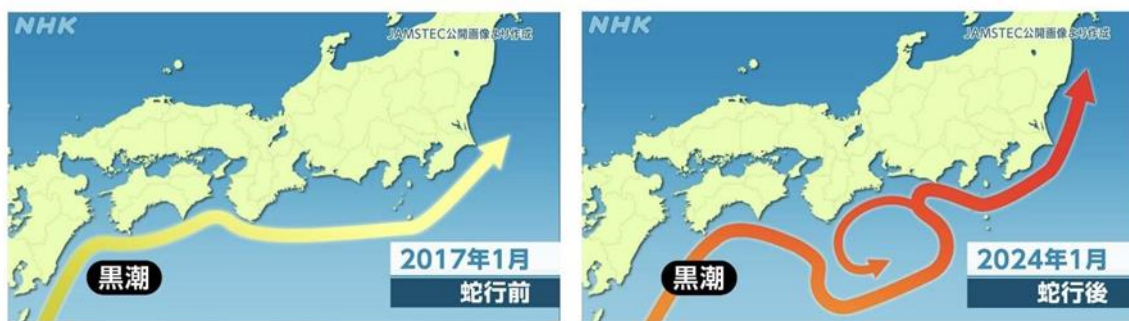 NHK
JAMSTEC公開画像より作成
黒潮
2017年1月
蛇行前
NHK
JAMSTEC公開画像より作成
黒潮
2024年1月
蛇行後